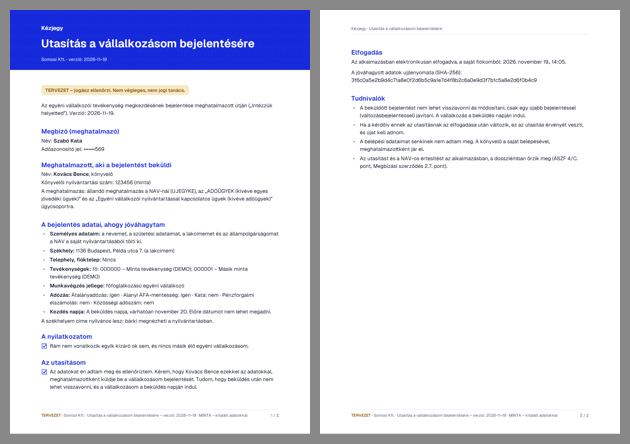 Kézjegy
Utasítás a vállalkozásom bejelentésére
Somosi Kft. · verzió: 2026-11-19
TERVEZET – jogász ellenőrzi. Nem végleges, nem jogi tanács.
Az egyéni vállalkozói tevékenység megkezdésének bejelentése meghatalmazott útján („Intézzük
helyetted"). Verzió: 2026-11-19.
Megbízó (meghatalmazó)
Név: Szabó Kata
Adóazonosító jel: ••••••569
Meghatalmazott, aki a bejelentést beküldi
Név: Kovács Bence, könyvelő
Könyvelői nyilvántartási szám: 123456 (minta)
A meghatalmazás: állandó meghatalmazás a NAV-nál (UJEGYKE), az „ADÓÜGYEK (kivéve egyes
jövedéki ügyek)" és az „Egyéni vállalkozói nyilvántartással kapcsolatos ügyek (kivéve adóügyek)"
ügycsoportra.
A bejelentés adatai, ahogy jóváhagytam
• Személyes adataim: a nevemet, a születési adataimat, a lakcímemet és az állampolgárságomat
a NAV a saját nyilvántartásából tölti ki.
• Székhely: 1136 Budapest, Példa utca 7. (a lakcímem)
• Telephely, fióktelep: Nincs
• Tevékenységek: fő: 000000 – Minta tevékenység (DEMO); 000001 – Másik minta
tevékenység (DEMO)
• Munkavégzés jellege: főfoglalkozású egyéni vállalkozó
• Adózás: Átalányadózás: igen · Alanyi ÁFA-mentesség: igen · Kata: nem · Pénzforgalmi
elszámolás: nem · Közösségi adószám: nem
• Kezdés napja: A beküldés napja, várhatóan november 20. Előre dátumot nem lehet megadni.
A székhelyem címe nyilvános lesz: bárki megnézheti a nyilvántartásban.
A nyilatkozatom
Rám nem vonatkozik egyik kizáró ok sem, és nincs másik élő egyéni vállalkozásom.
Az utasításom
Az adatokat én adtam meg és ellenőriztem. Kérem, hogy Kovács Bence ezekkel az adatokkal,
meghatalmazottként küldje be a vállalkozásom bejelentését. Tudom, hogy beküldés után nem
lehet visszavonni, és a vállalkozásom a beküldés napján indul.
TERVEZET · Somosi Kft. · Utasítás a vállalkozásom bejelentésére – verzió: 2026-11-19 · MINTA – kitalált adatokkal
1 / 2
Kézjegy · Utasítás a vállalkozásom bejelentésére
Elfogadás
Az alkalmazásban elektronikusan elfogadva, a saját fiókomból: 2026. november 19., 14:05.
A jóváhagyott adatok ujjlenyomata (SHA-256):
Tudnivalók
• A beküldött bejelentést nem lehet visszavonni és módosítani, csak egy újabb bejelentéssel
(változásbejelentéssel) javítani. A vállalkozás a beküldés napján indul.
• Ha a kérdőív ennek az utasításnak az elfogadása után változik, ez az utasítás érvényét veszti,
és újat kell adnom.
• A belépési adataimat senkinek nem adtam meg. A könyvelő a saját belépésével,
meghatalmazottként jár el.
• Az utasítást és a NAV-os értesítést az alkalmazásban, a dossziémban őrzik meg (ÁSZF 4/C.
pont, Megbízási szerződés 2.7. pont).
TERVEZET · Somosi Kft. · Utasítás a vállalkozásom bejelentésére – verzió: 2026-11-19 · MINTA – kitalált adatokkal
2 / 2